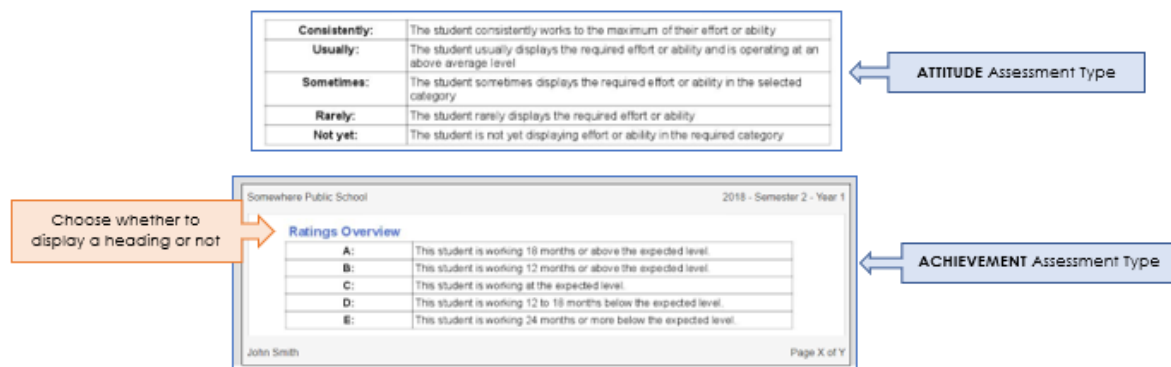 Consistently: The student consistently works to the maximum of their effort or ability
Usually: The student usually displays the required effort or ability and is operating at an
above average level
Sometimes: The student sometimes displays the required effort or ability in the selected
category
Rarely: The student rarely displays the required effort or ability
Not yet: The student is not yet displaying effort or ability in the required category
ATTITUDE Assessment Type
Somewhere Public School 2018 - Semester 2 - Year 1
Choose whether to
display a heading or not
Ratings Overview
A: This student is working 18 months or above the expected level.
B: This student is working 12 months or above the expected level.
C: This student is working at the expected level.
D: This student is working 12 to 18 months below the expected level.
E: This student is working 24 months or more below the expected level.
ACHIEVEMENT Assessment Type
John Smith Page X of Y